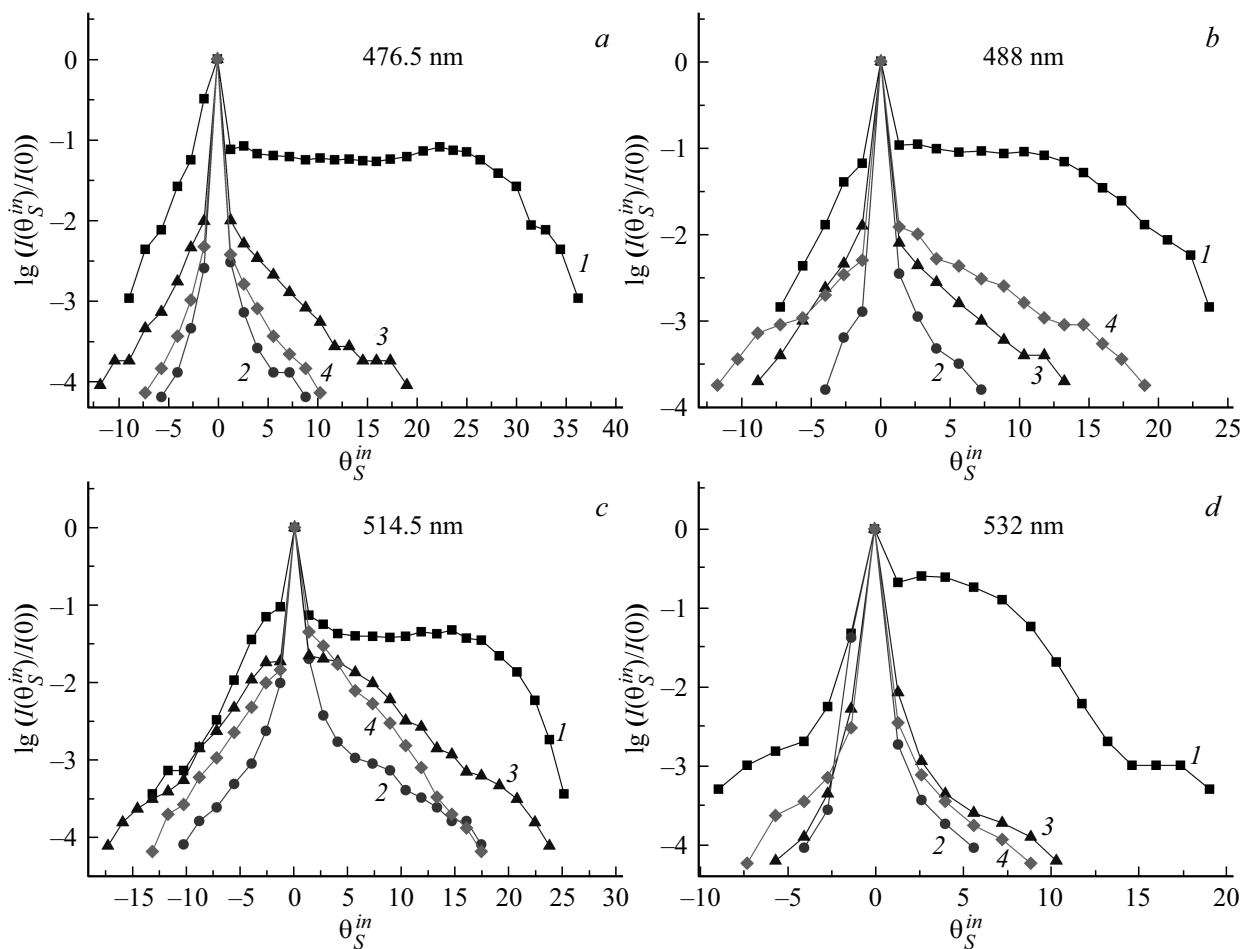 a
476.5 nm
lg (I(θ_S^in)/I(0))
0
–1
–2
–3
–4
1
2
3
4
–10 –5 0 5 10 15 20 25 30 35 40
θ_S^in
b
488 nm
lg (I(θ_S^in)/I(0))
0
–1
–2
–3
–4
1
2
3
4
–10 –5 0 5 10 15 20 25
θ_S^in
c
514.5 nm
lg (I(θ_S^in)/I(0))
0
–1
–2
–3
–4
1
2
3
4
–15 –10 –5 0 5 10 15 20 25 30
θ_S^in
d
532 nm
lg (I(θ_S^in)/I(0))
0
–1
–2
–3
–4
1
2
3
4
–10 –5 0 5 10 15 20
θ_S^in